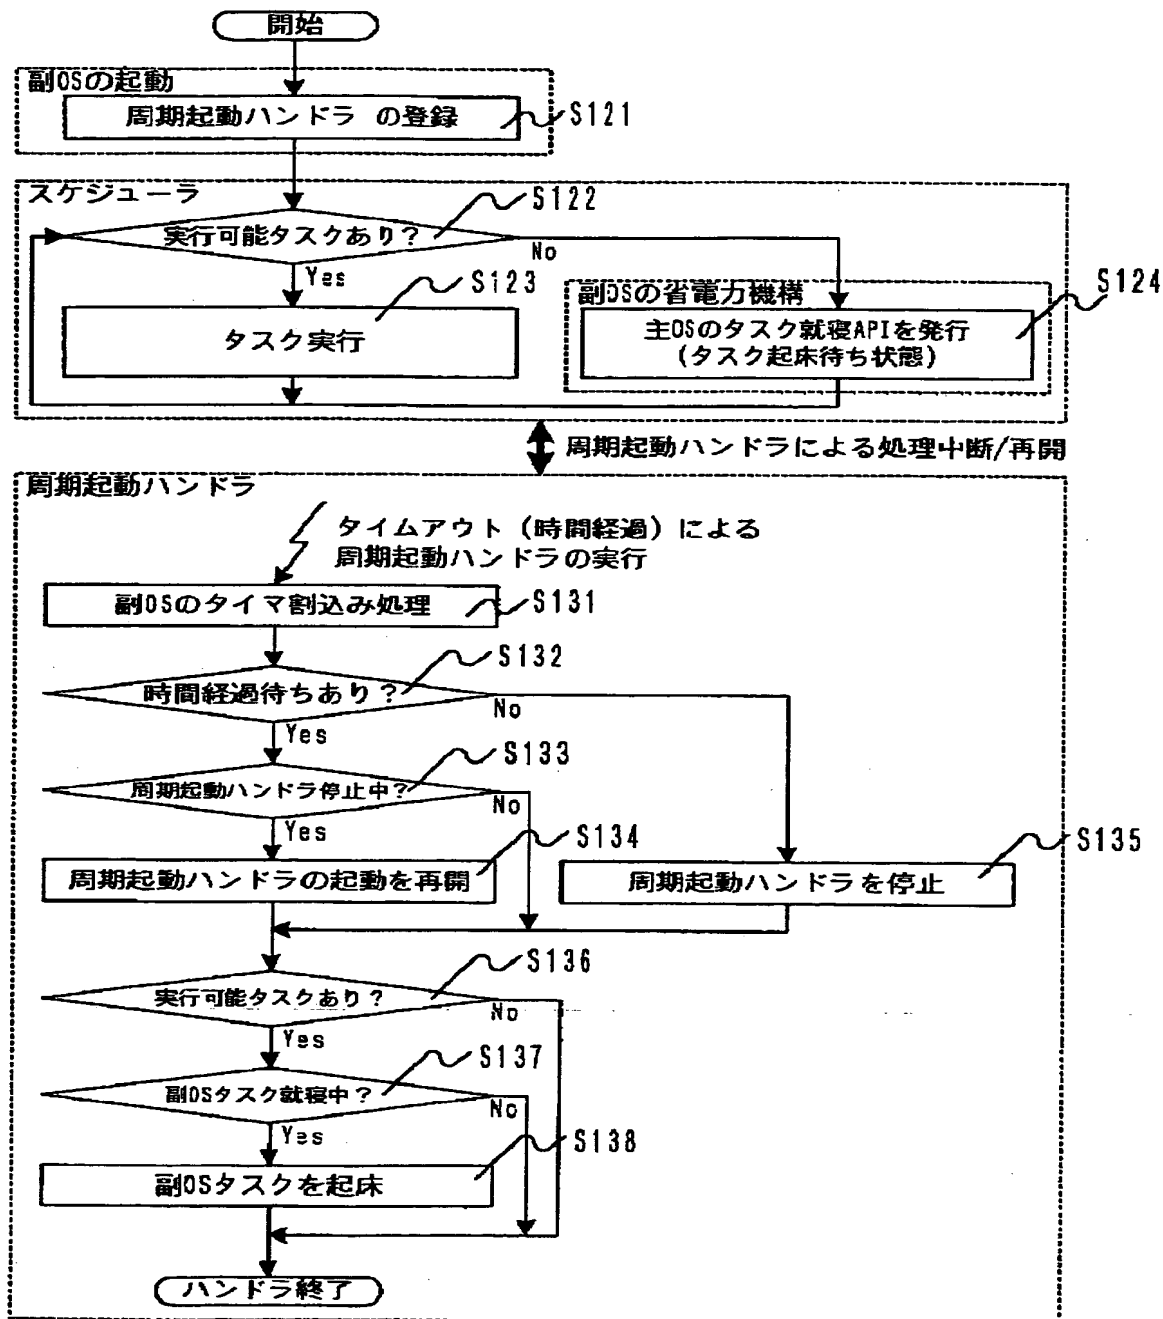 開始
副OSの起動
周期起動ハンドラ の登録
S121
スケジューラ
S122
実行可能タスクあり?
No
Yes
S123
S124
副OSの省電力機構
タスク実行
主OSのタスク就寝APIを発行
(タスク起床待ち状態)
周期起動ハンドラによる処理中断/再開
周期起動ハンドラ
タイムアウト (時間経過) による
周期起動ハンドラの実行
副OSのタイマ割込み処理
S131
S132
時間経過待ちあり?
No
Yes
S133
周期起動ハンドラ停止中?
No
Yes
S134
S135
周期起動ハンドラの起動を再開
周期起動ハンドラを停止
S136
実行可能タスクあり?
No
Yes
S137
副OSタスク就寝中?
No
Yes
S138
副OSタスクを起床
ハンドラ終了